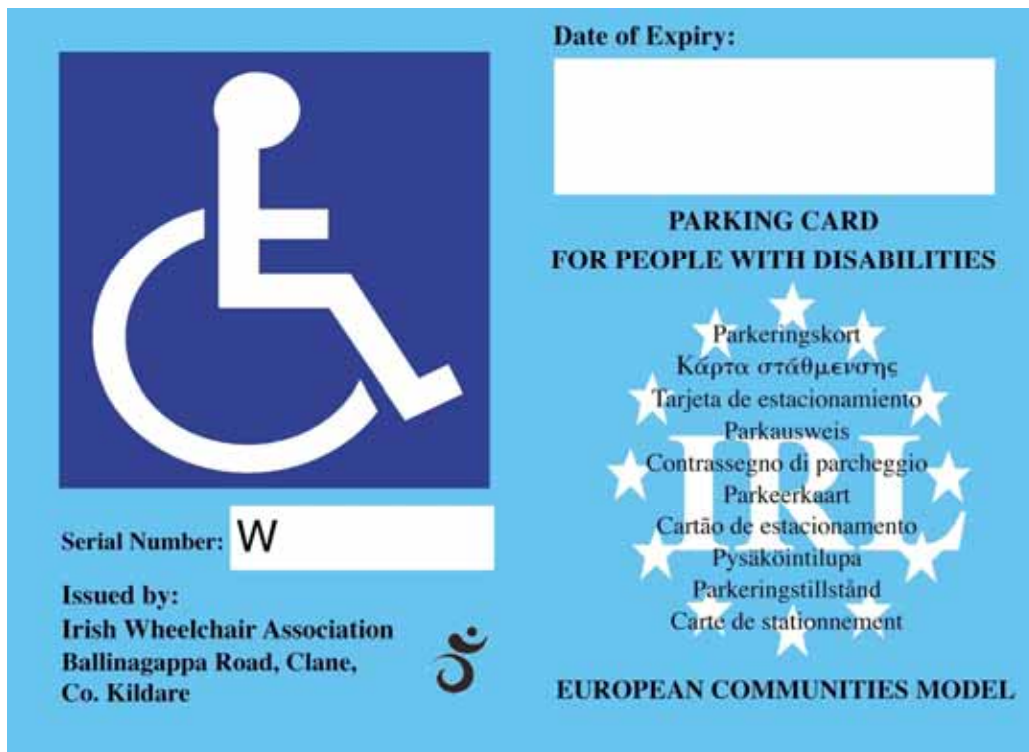 Date of Expiry:
PARKING CARD
FOR PEOPLE WITH DISABILITIES
Parkeringskort
Κάρτα στάθμευσης
Tarjeta de estacionamiento
Parkausweis
Contrassegno di parcheggio
Parkeerkaart
Cartão de estacionamento
Pysäköintilupa
Parkeringstillstånd
Carte de stationnement
IRL
EUROPEAN COMMUNITIES MODEL
Serial Number: W
Issued by:
Irish Wheelchair Association
Ballinagappa Road, Clane,
Co. Kildare